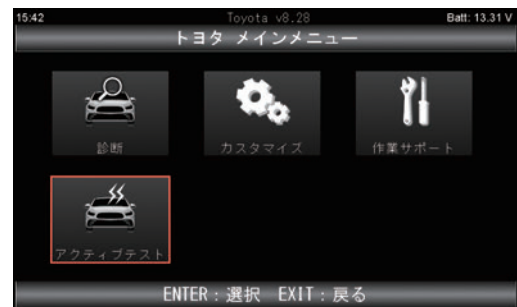 15:42 Toyota v8.28 Batt: 13.31 V
トヨタ メインメニュー
診断 カスタマイズ 作業サポート
アクティブテスト
ENTER：選択 EXIT：戻る